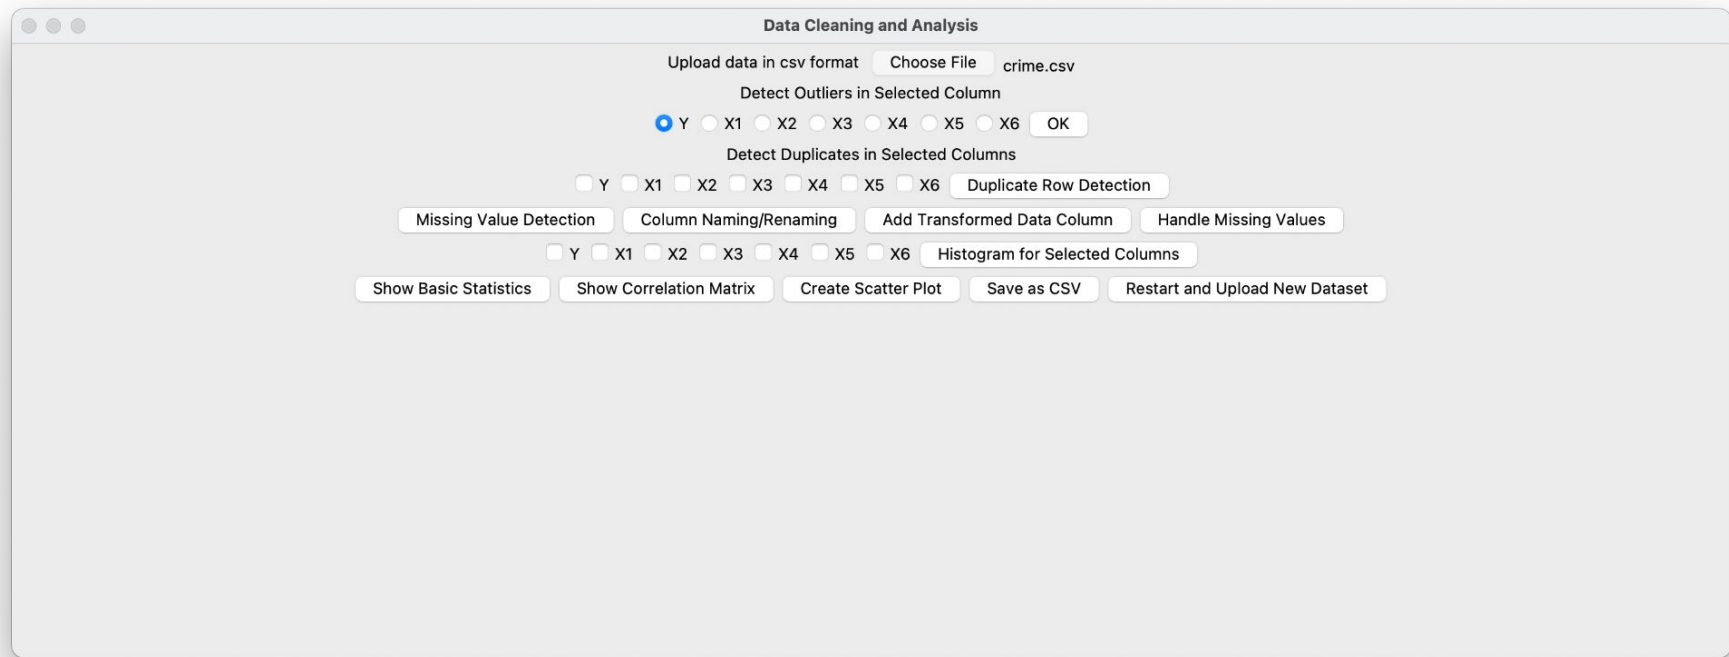 Data Cleaning and Analysis
Upload data in csv format Choose File crime.csv
Detect Outliers in Selected Column
Y X1 X2 X3 X4 X5 X6 OK
Detect Duplicates in Selected Columns
Y X1 X2 X3 X4 X5 X6 Duplicate Row Detection
Missing Value Detection Column Naming/Renaming Add Transformed Data Column Handle Missing Values
Y X1 X2 X3 X4 X5 X6 Histogram for Selected Columns
Show Basic Statistics Show Correlation Matrix Create Scatter Plot Save as CSV Restart and Upload New Dataset